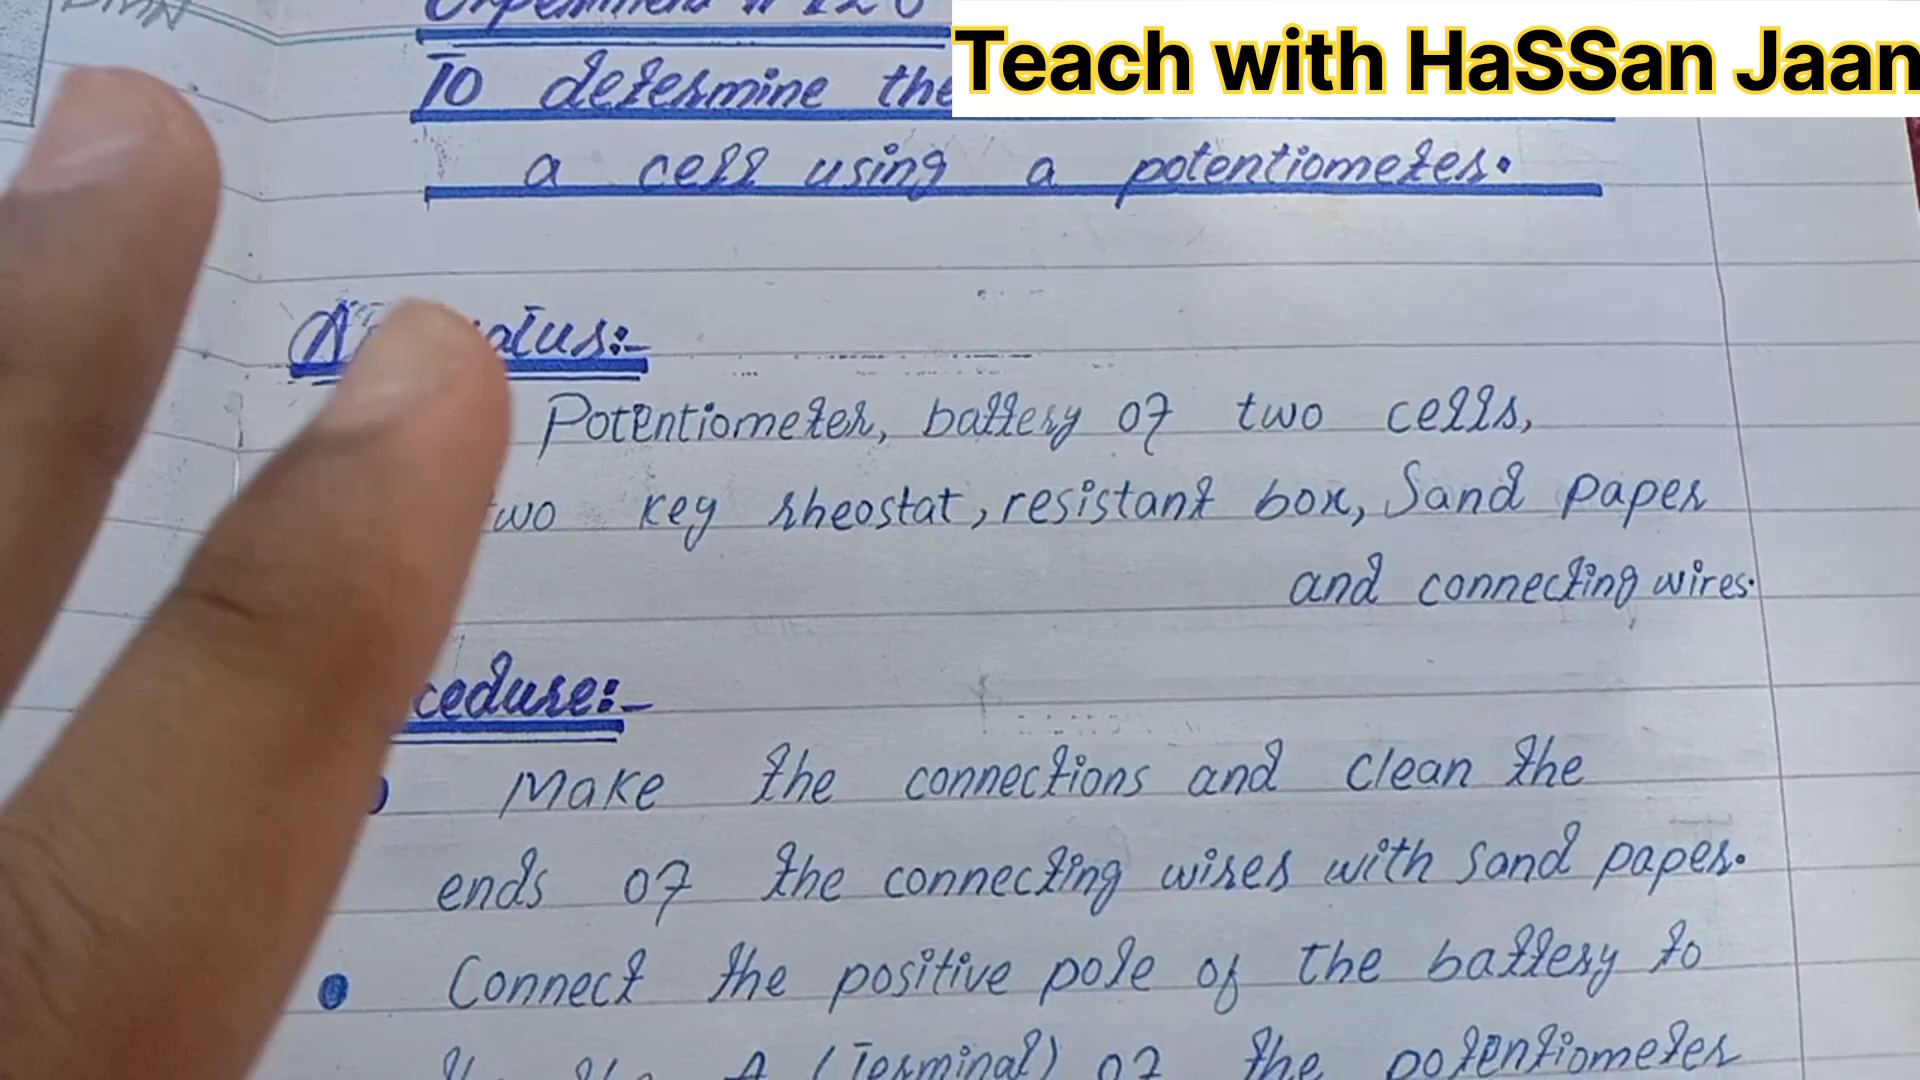 Teach with HaSSan Jaan
To determine the
a cell using a potentiometer.
Potentiometer, battery of two cells,
key rheostat, resistant box, Sand paper
and connecting wires.
Make the connections and clean the
ends of the connecting wires with sand paper.
Connect the positive pole of the battery to
A (Terminal) of the potentiometer